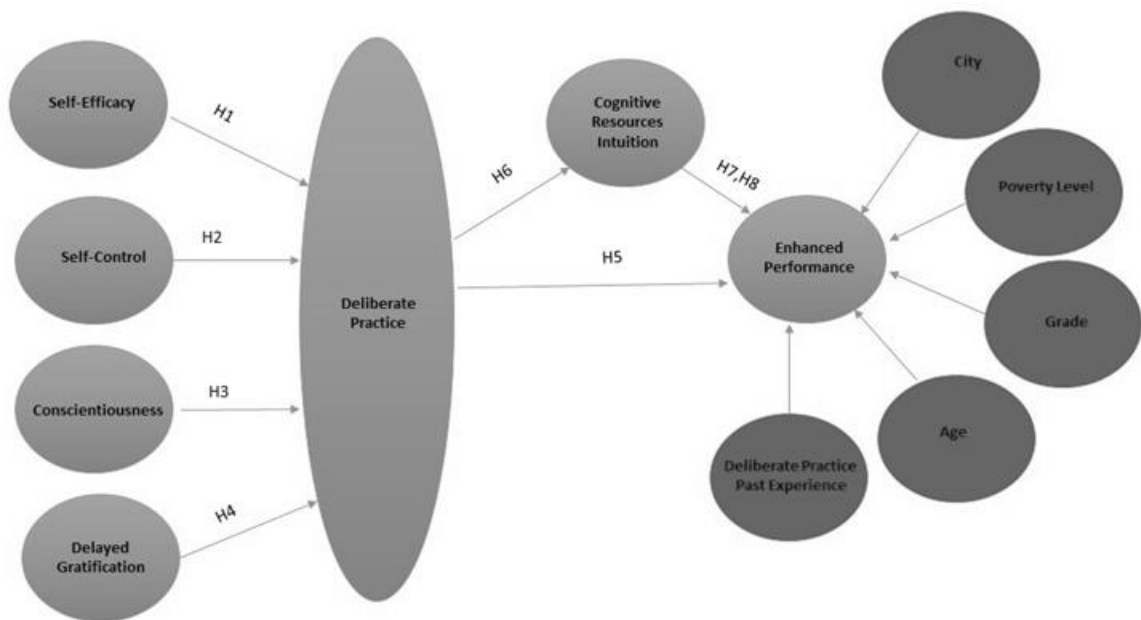 Self-Efficacy
H1
Self-Control
H2
Conscientiousness
H3
Delayed
Gratification
H4
Deliberate
Practice
H6
H5
Cognitive
Resources
Intuition
H7,H8
Enhanced
Performance
City
Poverty Level
Grade
Age
Deliberate Practice
Past Experience